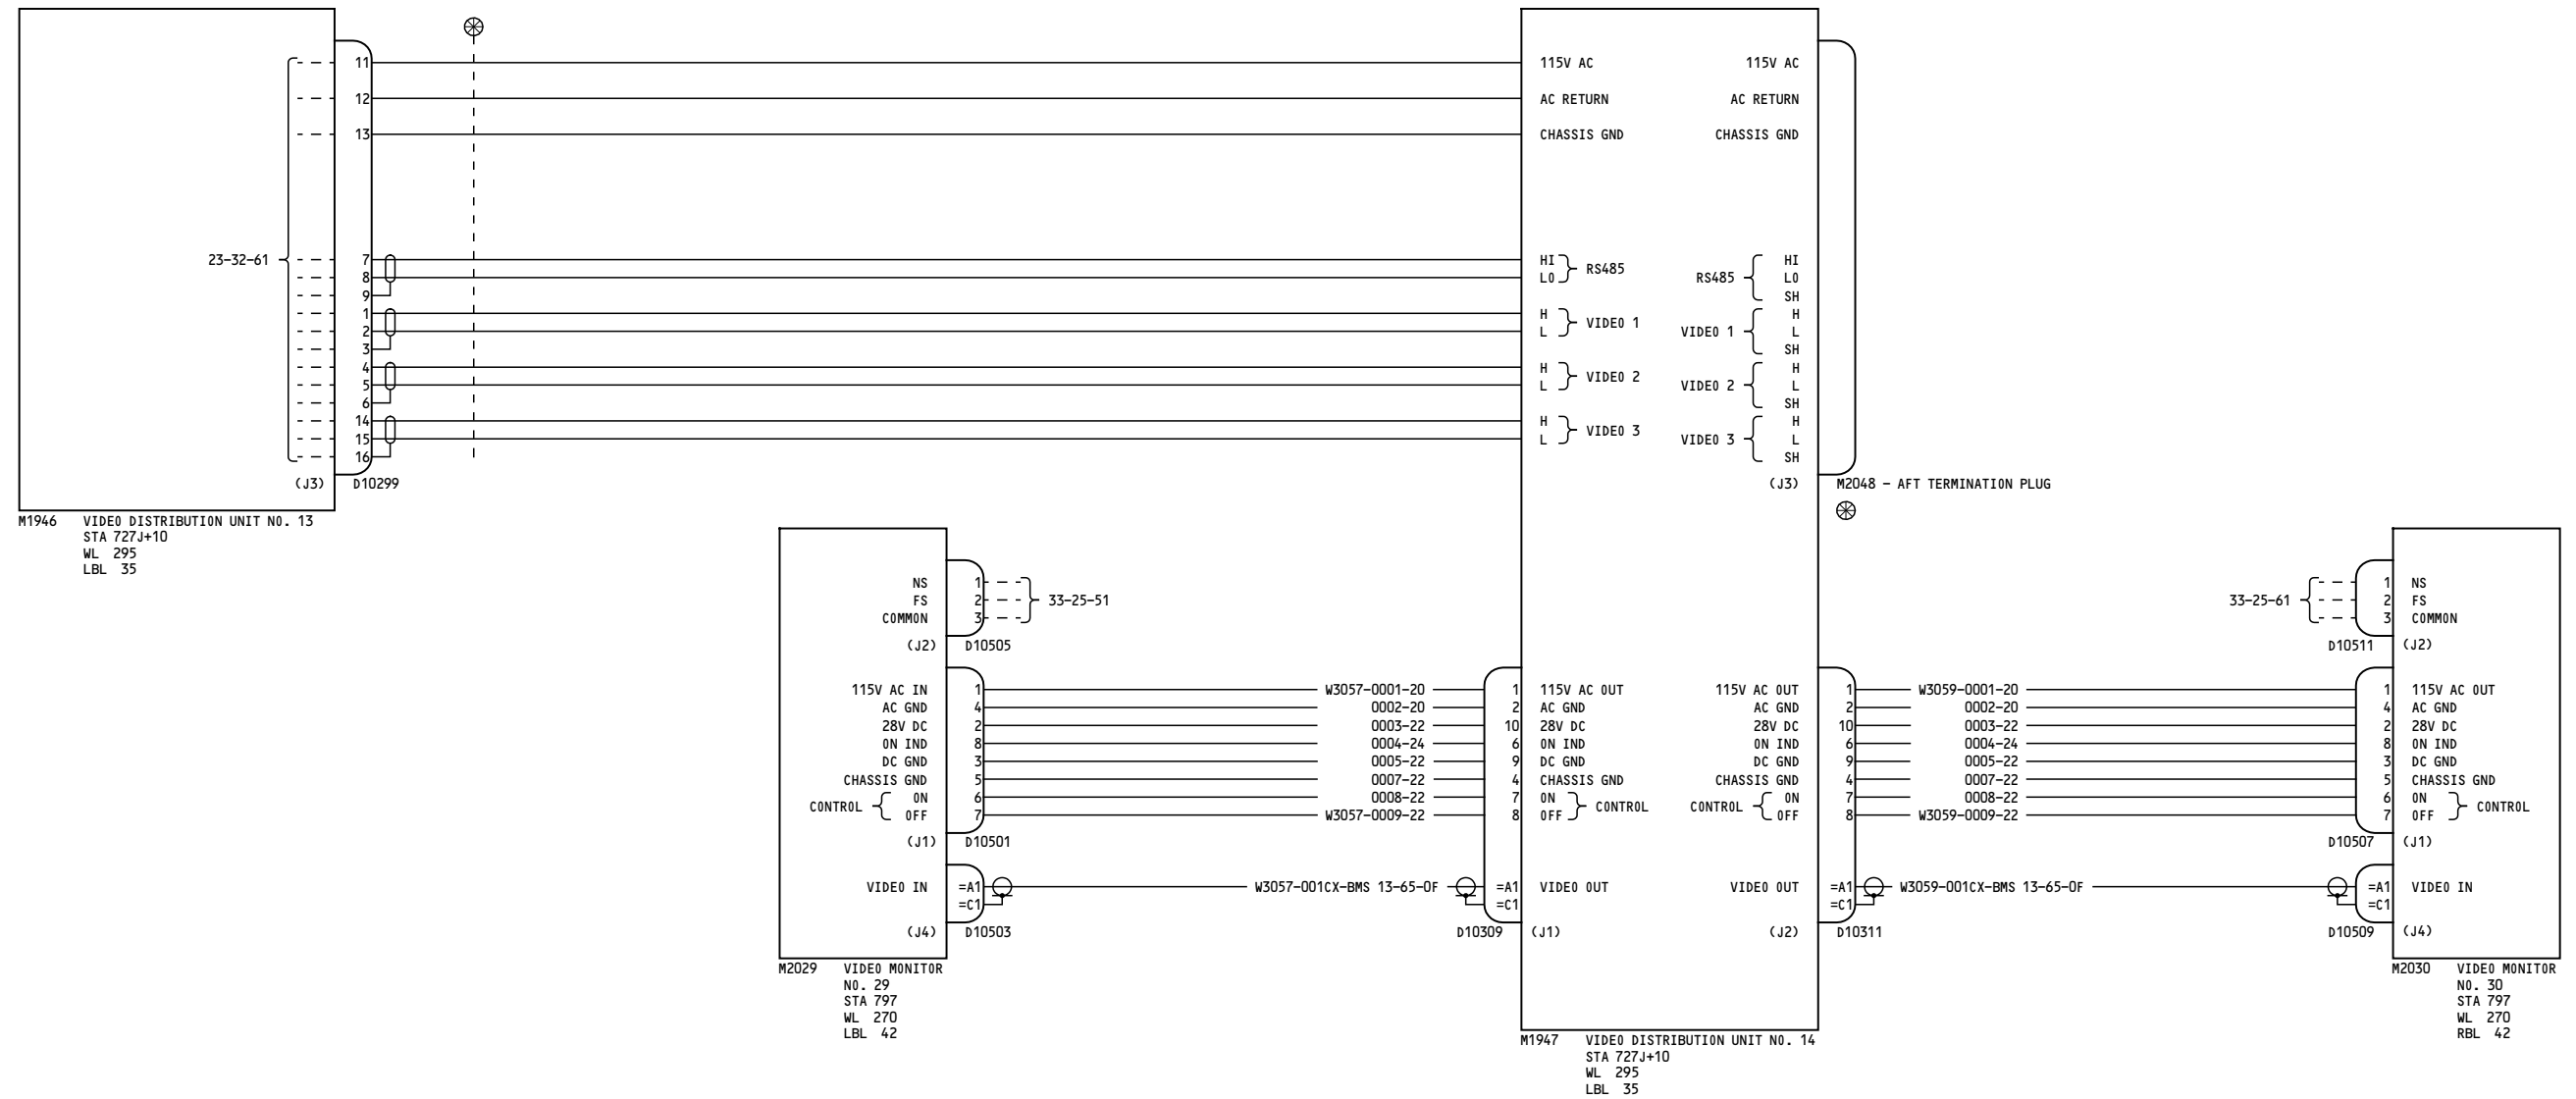 11
12
13
23-32-61
7
8
9
1
2
3
4
5
6
14
15
16
(J3)
D10299
M1946 VIDEO DISTRIBUTION UNIT NO. 13
STA 727J+10
WL 295
LBL 35
115V AC
AC RETURN
CHASSIS GND
HI
LO
RS485
H
L
VIDEO 1
H
L
VIDEO 2
H
L
VIDEO 3
115V AC
AC RETURN
CHASSIS GND
RS485
HI
LO
SH
VIDEO 1
H
L
SH
VIDEO 2
H
L
SH
VIDEO 3
H
L
SH
(J3)
M2048 - AFT TERMINATION PLUG
NS 1
FS 2
COMMON 3
33-25-51
(J2) D10505
115V AC IN 1
AC GND 4
28V DC 2
ON IND 8
DC GND 3
CHASSIS GND 5
CONTROL
ON 6
OFF 7
(J1) D10501
VIDEO IN =A1
=C1
(J4) D10503
M2029 VIDEO MONITOR
NO. 29
STA 797
WL 270
LBL 42
W3057-0001-20
0002-20
0003-22
0004-24
0005-22
0007-22
0008-22
W3057-0009-22
W3057-001CX-BMS 13-65-0F
1 115V AC OUT
2 AC GND
10 28V DC
6 ON IND
9 DC GND
4 CHASSIS GND
7 ON
8 OFF
CONTROL
=A1 VIDEO OUT
=C1
D10309 (J1)
115V AC OUT 1
AC GND 2
28V DC 10
ON IND 6
DC GND 9
CHASSIS GND 4
CONTROL
ON 7
OFF 8
VIDEO OUT =A1
=C1
(J2) D10311
M1947 VIDEO DISTRIBUTION UNIT NO. 14
STA 727J+10
WL 295
LBL 35
W3059-0001-20
0002-20
0003-22
0004-24
0005-22
0007-22
0008-22
W3059-0009-22
W3059-001CX-BMS 13-65-0F
33-25-61
1 NS
2 FS
3 COMMON
D10511 (J2)
1 115V AC OUT
4 AC GND
2 28V DC
8 ON IND
3 DC GND
5 CHASSIS GND
6 ON
7 OFF
CONTROL
D10507 (J1)
=A1 VIDEO IN
=C1
D10509 (J4)
M2030 VIDEO MONITOR
NO. 30
STA 797
WL 270
RBL 42